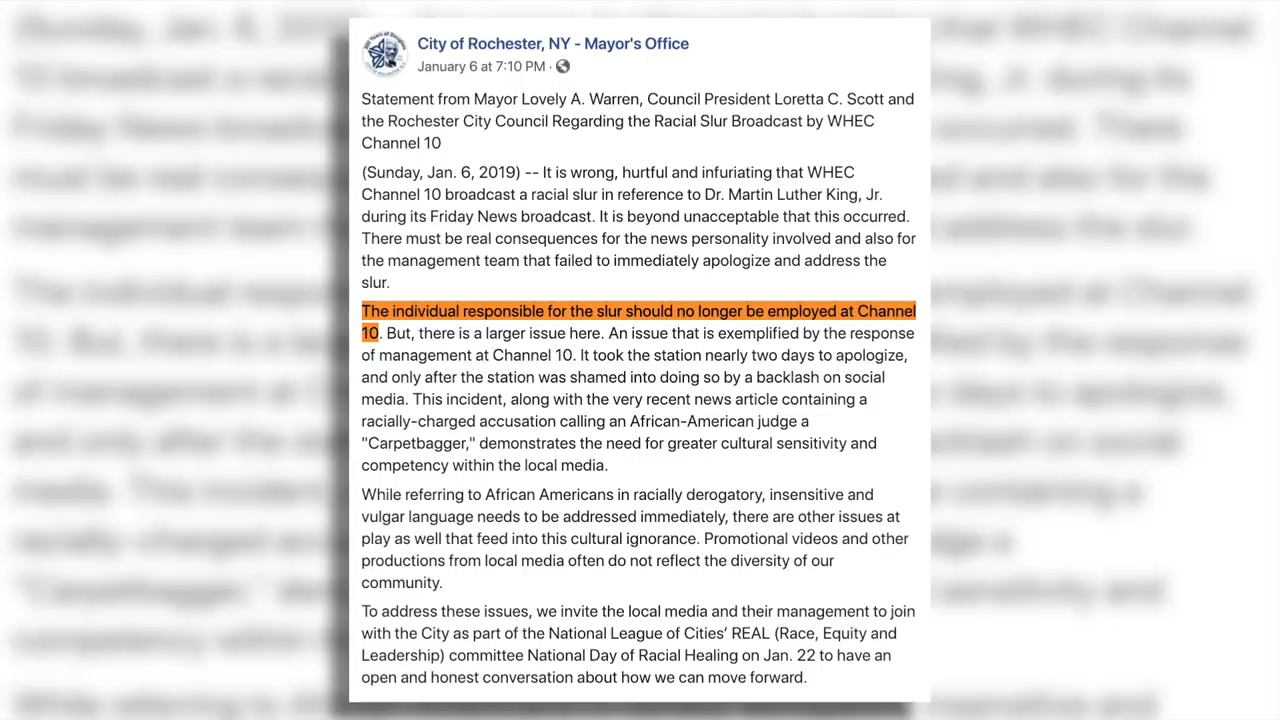 City of Rochester, NY - Mayor's Office
January 6 at 7:10 PM ·
Statement from Mayor Lovely A. Warren, Council President Loretta C. Scott and
the Rochester City Council Regarding the Racial Slur Broadcast by WHEC
Channel 10
(Sunday, Jan. 6, 2019) -- It is wrong, hurtful and infuriating that WHEC
Channel 10 broadcast a racial slur in reference to Dr. Martin Luther King, Jr.
during its Friday News broadcast. It is beyond unacceptable that this occurred.
There must be real consequences for the news personality involved and also for
the management team that failed to immediately apologize and address the
slur.
The individual responsible for the slur should no longer be employed at Channel
10. But, there is a larger issue here. An issue that is exemplified by the response
of management at Channel 10. It took the station nearly two days to apologize,
and only after the station was shamed into doing so by a backlash on social
media. This incident, along with the very recent news article containing a
racially-charged accusation calling an African-American judge a
"Carpetbagger," demonstrates the need for greater cultural sensitivity and
competency within the local media.
While referring to African Americans in racially derogatory, insensitive and
vulgar language needs to be addressed immediately, there are other issues at
play as well that feed into this cultural ignorance. Promotional videos and other
productions from local media often do not reflect the diversity of our
community.
To address these issues, we invite the local media and their management to join
with the City as part of the National League of Cities’ REAL (Race, Equity and
Leadership) committee National Day of Racial Healing on Jan. 22 to have an
open and honest conversation about how we can move forward.